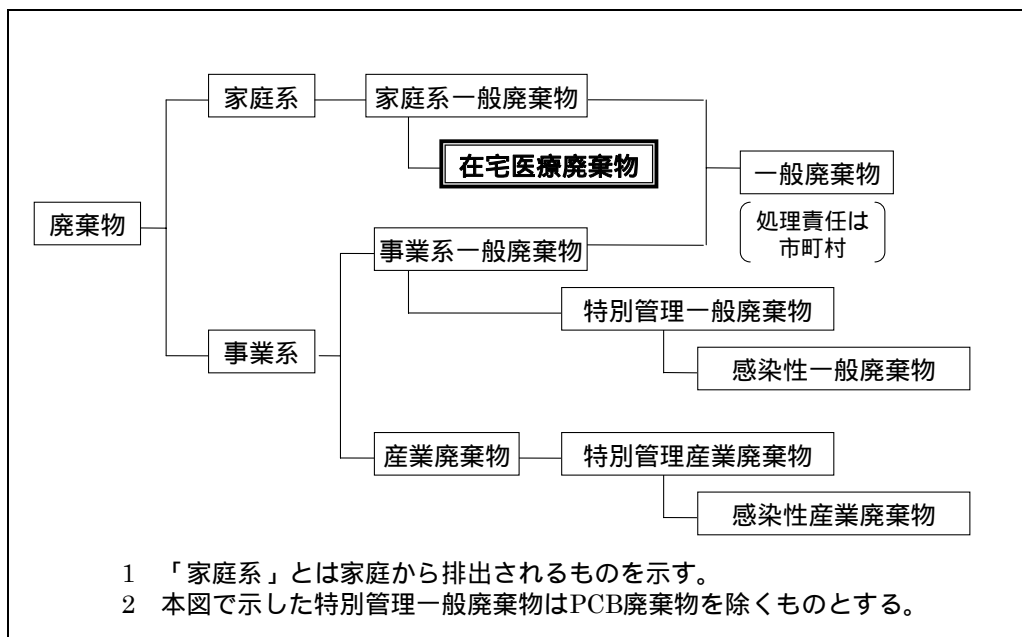 家庭系
家庭系一般廃棄物
在宅医療廃棄物
一般廃棄物
処理責任は
市町村
廃棄物
事業系一般廃棄物
特別管理一般廃棄物
事業系
感染性一般廃棄物
産業廃棄物
特別管理産業廃棄物
感染性産業廃棄物
1 「家庭系」とは家庭から排出されるものを示す。
2 本図で示した特別管理一般廃棄物はPCB廃棄物を除くものとする。